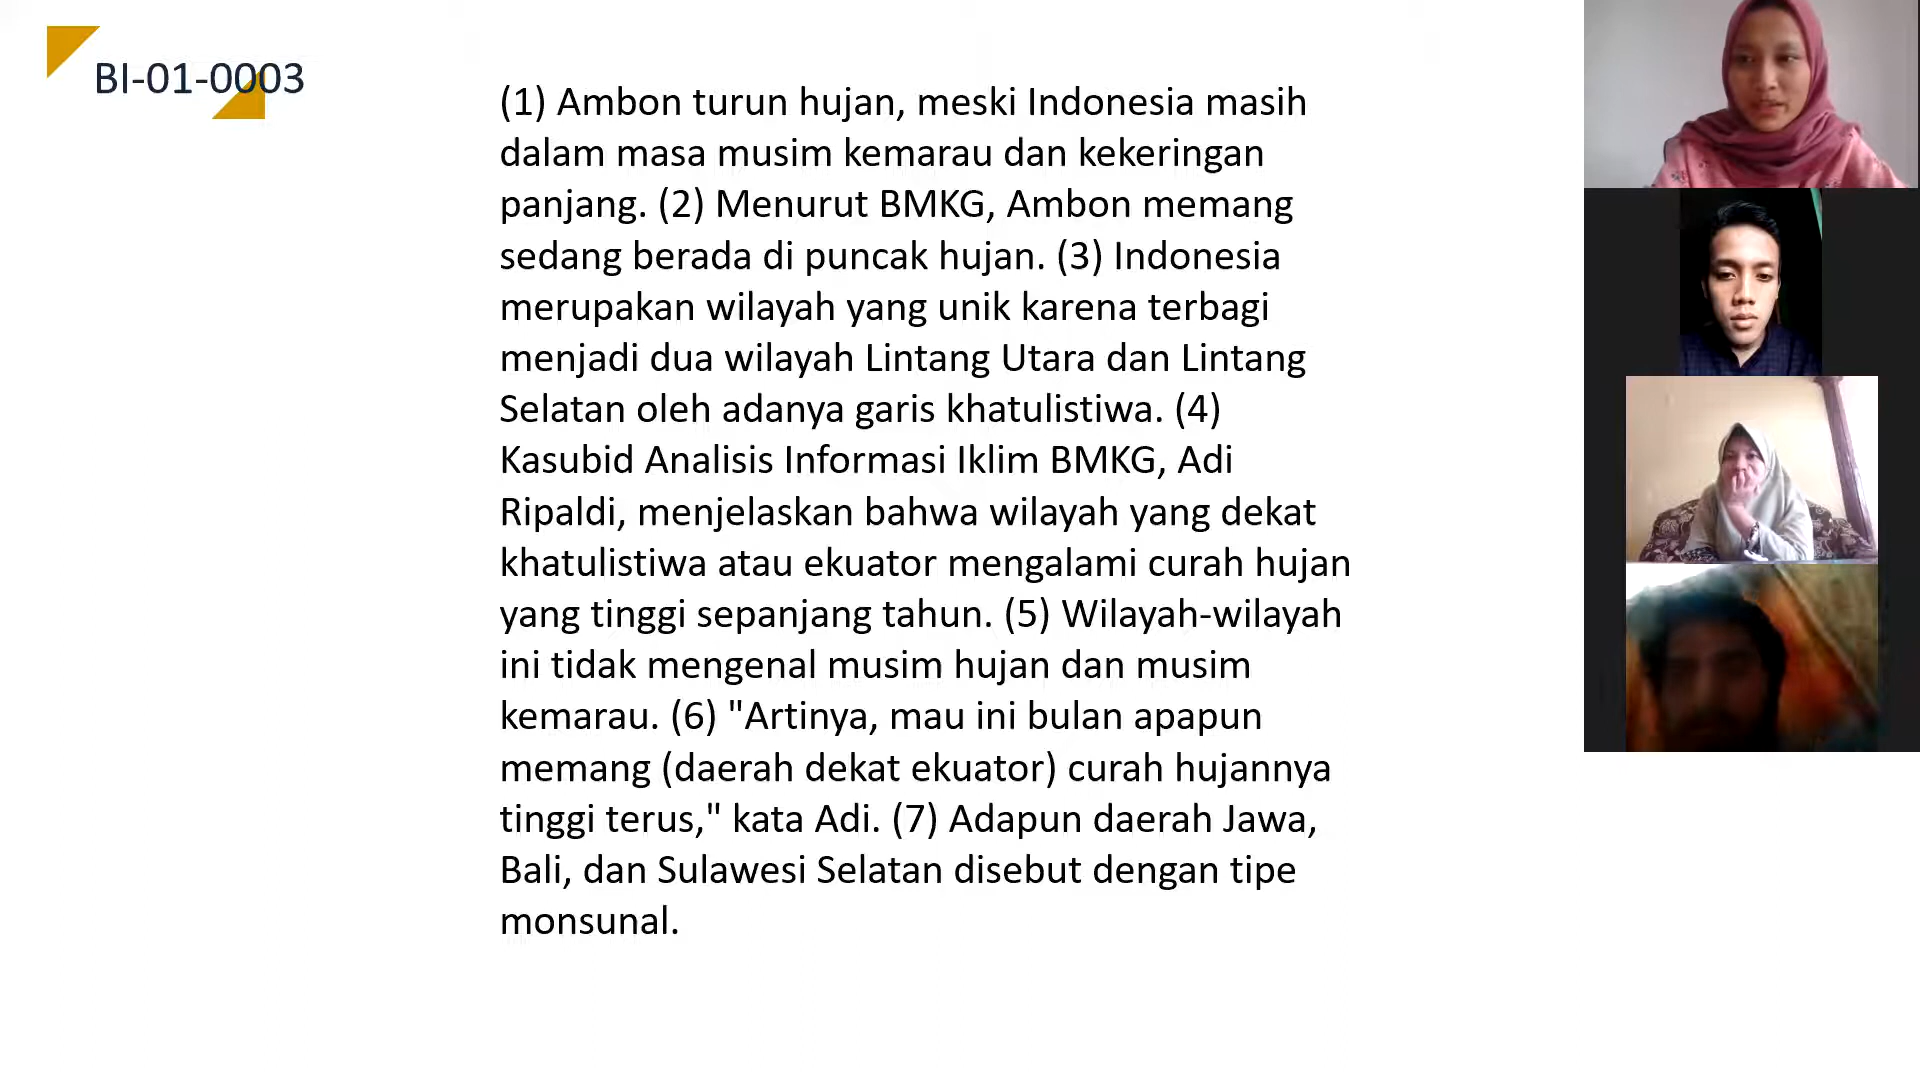 BI-01-0003
(1) Ambon turun hujan, meski Indonesia masih
dalam masa musim kemarau dan kekeringan
panjang. (2) Menurut BMKG, Ambon memang
sedang berada di puncak hujan. (3) Indonesia
merupakan wilayah yang unik karena terbagi
menjadi dua wilayah Lintang Utara dan Lintang
Selatan oleh adanya garis khatulistiwa. (4)
Kasubid Analisis Informasi Iklim BMKG, Adi
Ripaldi, menjelaskan bahwa wilayah yang dekat
khatulistiwa atau ekuator mengalami curah hujan
yang tinggi sepanjang tahun. (5) Wilayah-wilayah
ini tidak mengenal musim hujan dan musim
kemarau. (6) "Artinya, mau ini bulan apapun
memang (daerah dekat ekuator) curah hujannya
tinggi terus," kata Adi. (7) Adapun daerah Jawa,
Bali, dan Sulawesi Selatan disebut dengan tipe
monsunal.